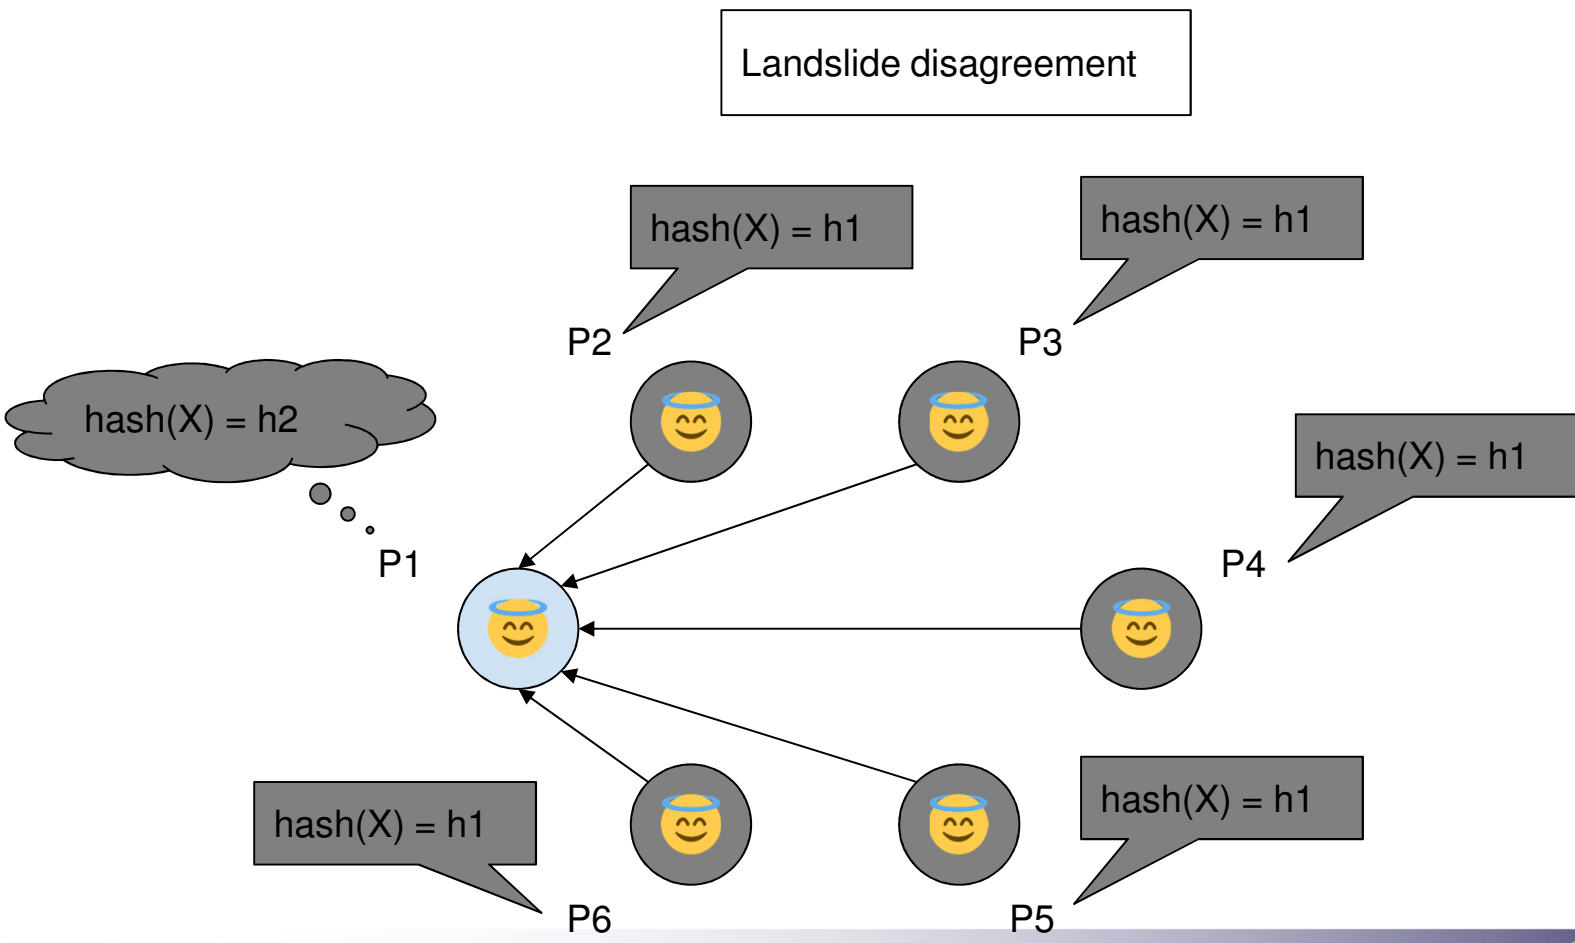 Landslide disagreement
hash(X) = h1
hash(X) = h1
P2
P3
hash(X) = h2
hash(X) = h1
P1
P4
hash(X) = h1
hash(X) = h1
P6
P5